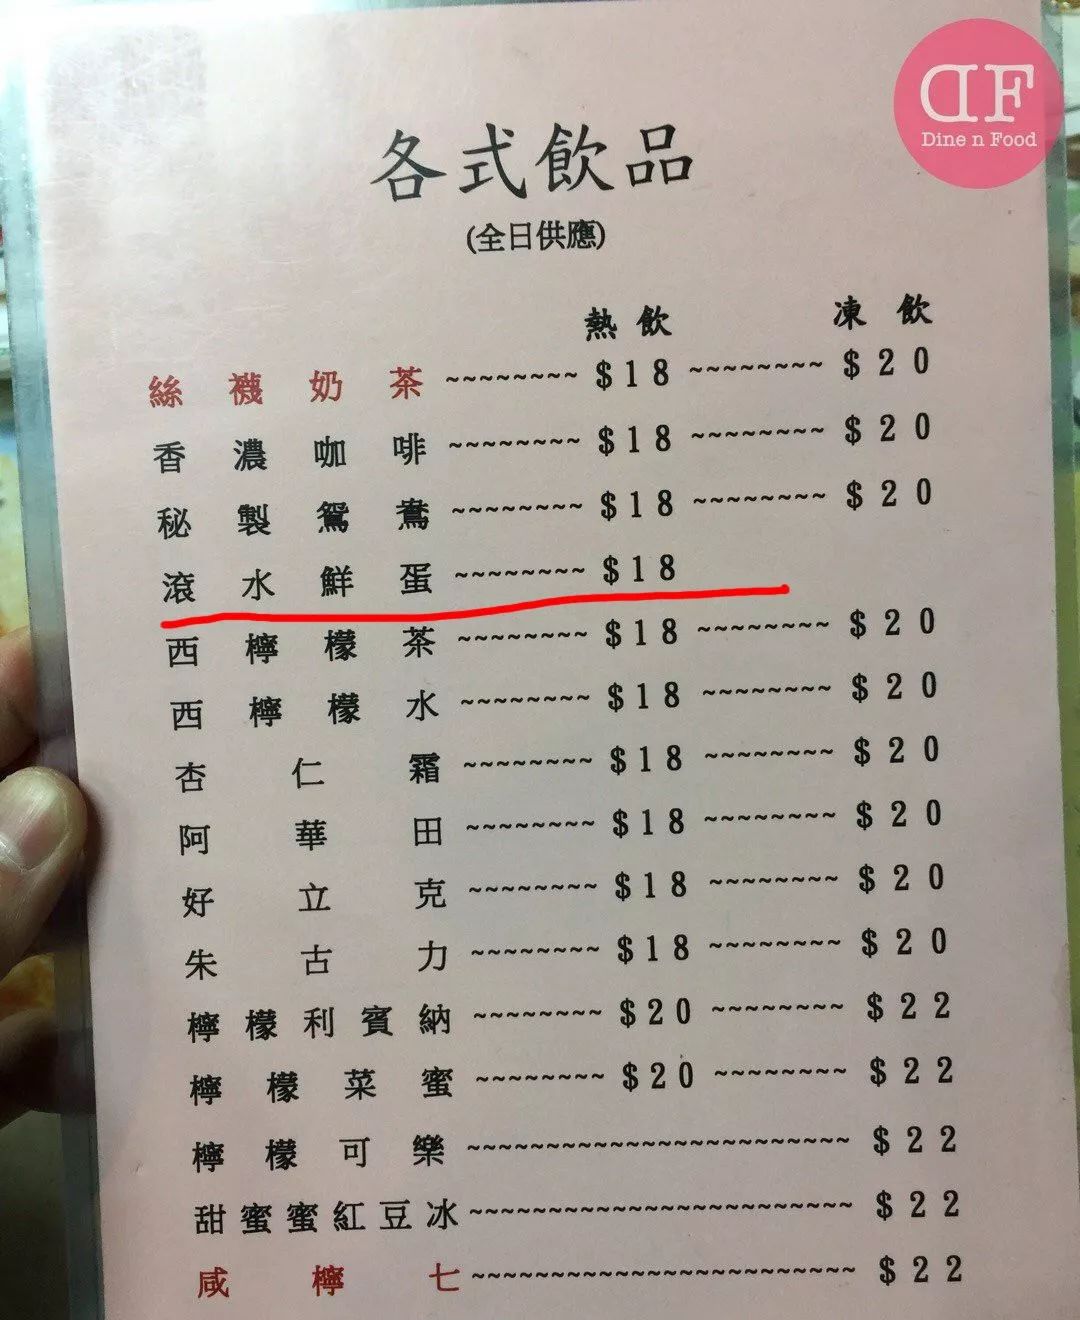 DF
Dine n Food
各式飲品
(全日供應)
熱飲 凍飲
絲襪奶茶~~~~~~~~$18~~~~~~~~$20
香濃咖啡~~~~~~~~$18~~~~~~~~$20
秘製鴛鴦~~~~~~~~$18~~~~~~~~$20
滾水鮮蛋~~~~~~~~$18
西檸檬茶~~~~~~~~$18~~~~~~~~$20
西檸檬水~~~~~~~~$18~~~~~~~~$20
杏仁霜~~~~~~~~$18~~~~~~~~$20
阿華田~~~~~~~~$18~~~~~~~~$20
好立克~~~~~~~~$18~~~~~~~~$20
朱古力~~~~~~~~$18~~~~~~~~$20
檸檬利賓納~~~~~~~~$20~~~~~~~~$22
檸檬菜蜜~~~~~~~~$20~~~~~~~~$22
檸檬可樂~~~~~~~~~~~~~~~~~~~~~~~~$22
甜蜜蜜紅豆冰~~~~~~~~~~~~~~~~~~~~~~~~$22
咸檸七~~~~~~~~~~~~~~~~~~~~~~~~$22